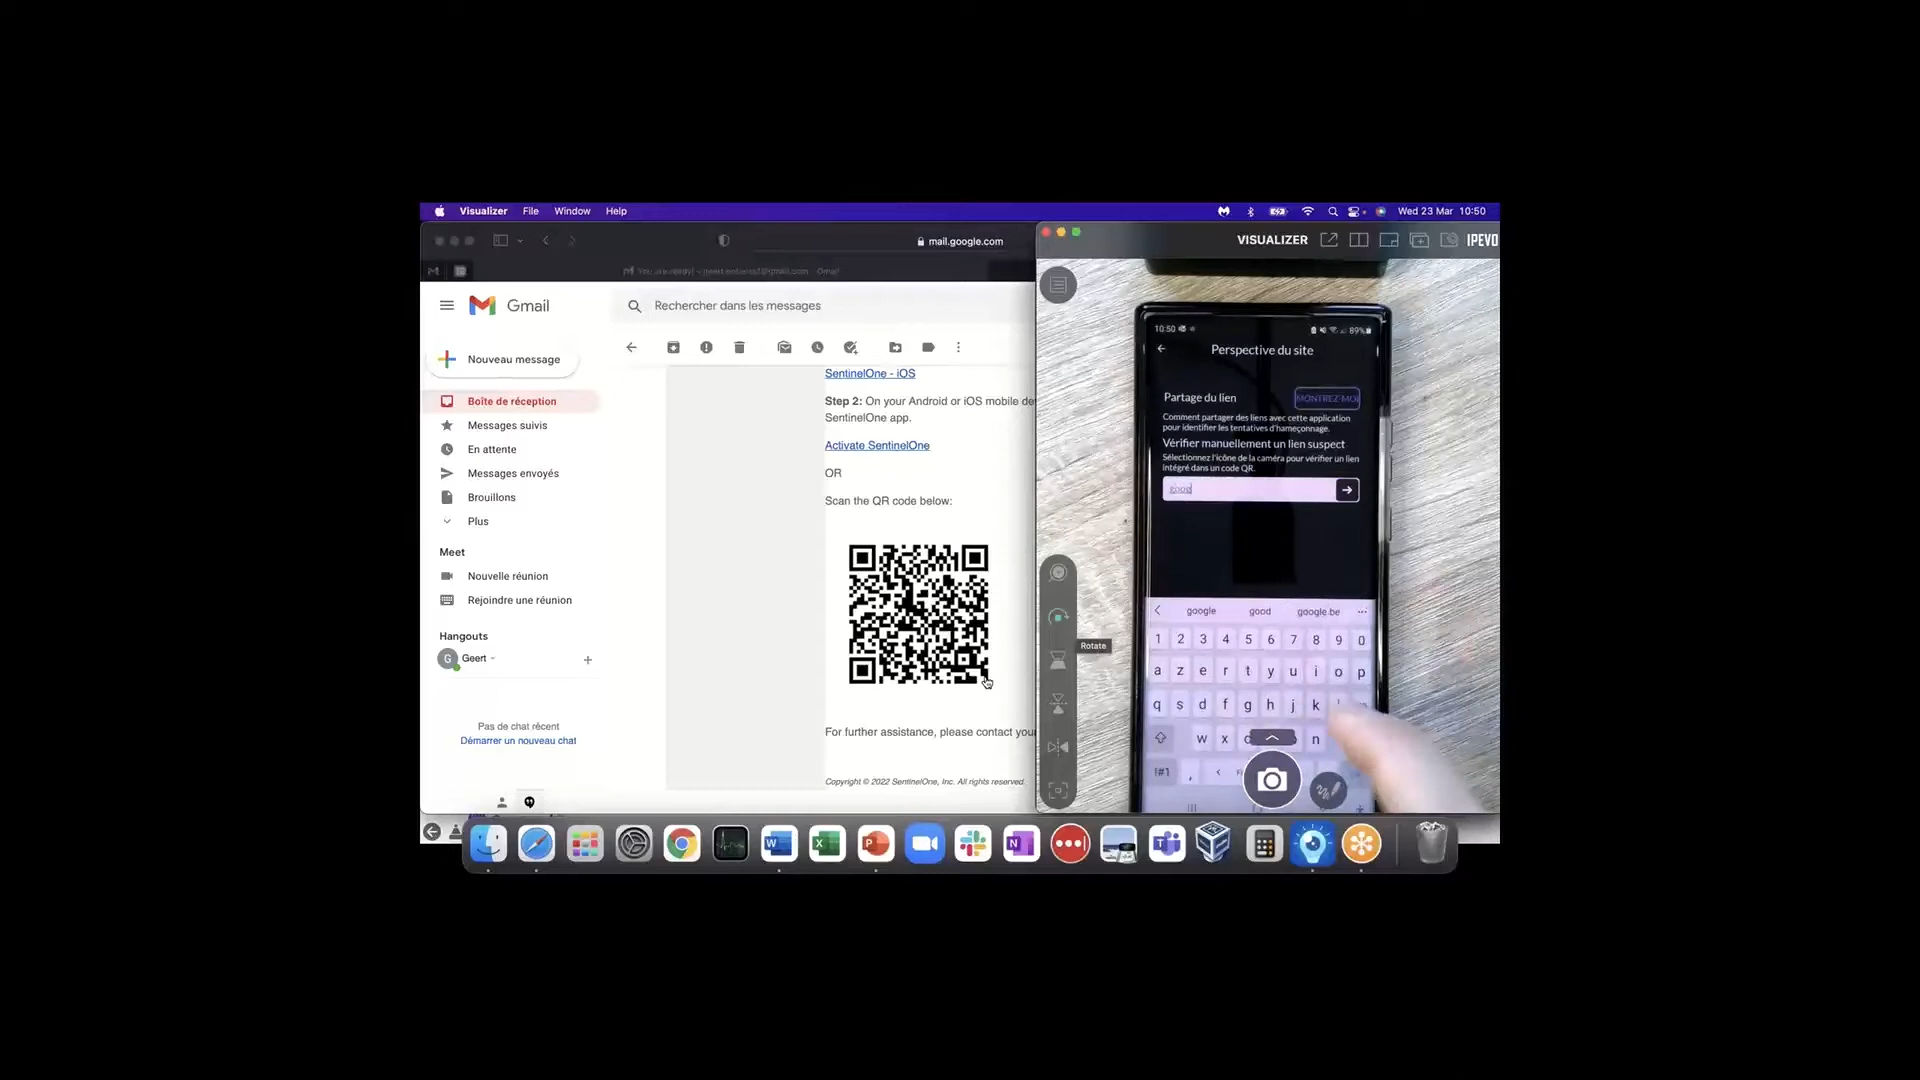 Visualizer File Window Help Wed 23 Mar 10:50
mail.google.com
Gmail
Rechercher dans les messages
Nouveau message
Boîte de réception
Messages suivis
En attente
Messages envoyés
Brouillons
Plus
Meet
Nouvelle réunion
Rejoindre une réunion
Hangouts
G Geert
Pas de chat récent
Démarrer un nouveau chat
SentinelOne - iOS
Step 2: On your Android or iOS mobile de
SentinelOne app.
Activate SentinelOne
OR
Scan the QR code below:
For further assistance, please contact your
Copyright © 2022 SentinelOne, Inc. All rights reserved.
VISUALIZER IPEVO
Rotate
10:50 89%
Perspective du site
Partage du lien MONTREZ-MOI
Comment partager des liens avec cette application
pour identifier les tentatives d'hameçonnage.
Vérifier manuellement un lien suspect
Sélectionnez l'icône de la caméra pour vérifier un lien
intégré dans un code QR.
goog
google good google.be
1 2 3 4 5 6 7 8 9 0
a z e r t y u i o p
q s d f g h j k
w x c n
!#1 ,